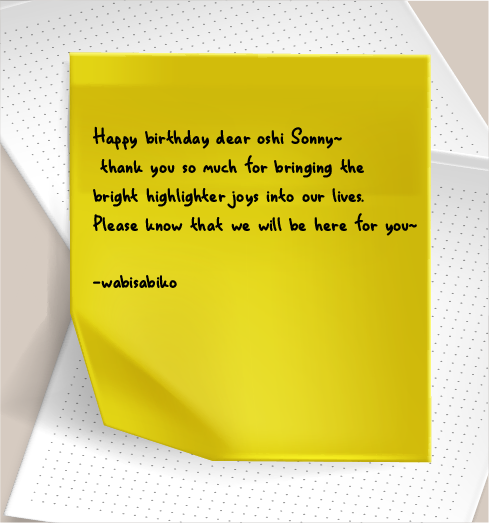 Happy birthday dear oshi Sonny~
thank you so much for bringing the
bright highlighter joys into our lives.
Please know that we will be here for you~
-wabisabiko